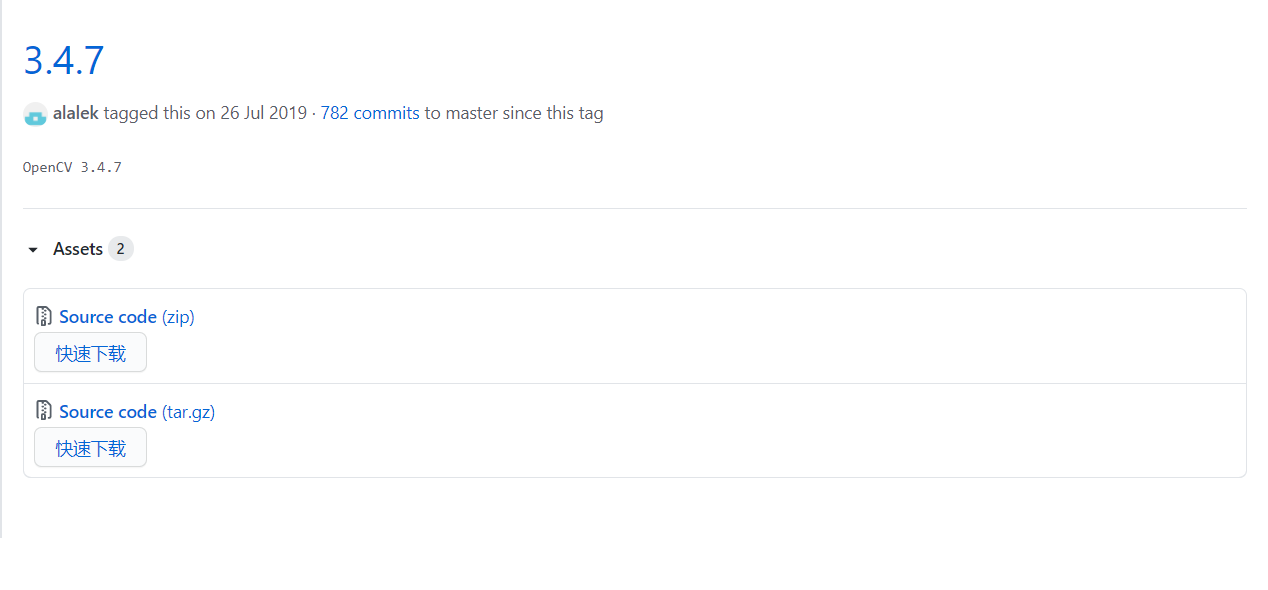 3.4.7
alalek tagged this on 26 Jul 2019 · 782 commits to master since this tag
OpenCV 3.4.7
Assets 2
Source code (zip)
快速下载
Source code (tar.gz)
快速下载